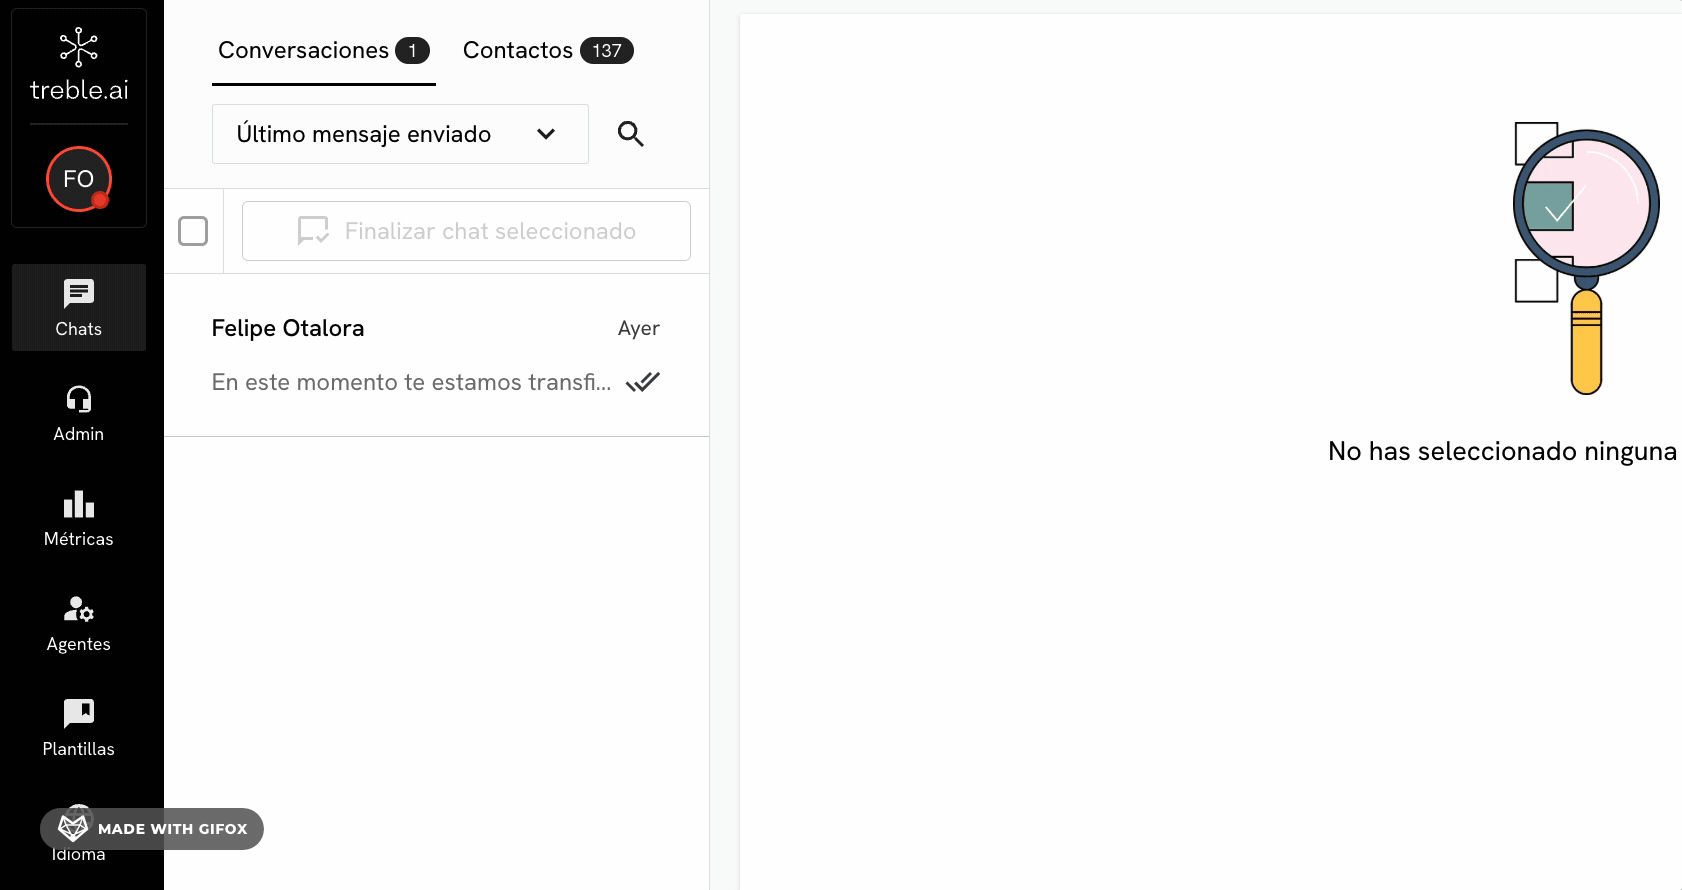 treble.ai
FO
Chats
Admin
Métricas
Agentes
Plantillas
Idioma
MADE WITH GIFOX
Conversaciones 1
Contactos 137
Último mensaje enviado
Finalizar chat seleccionado
Felipe Otalora
Ayer
En este momento te estamos transfi...
No has seleccionado ninguna